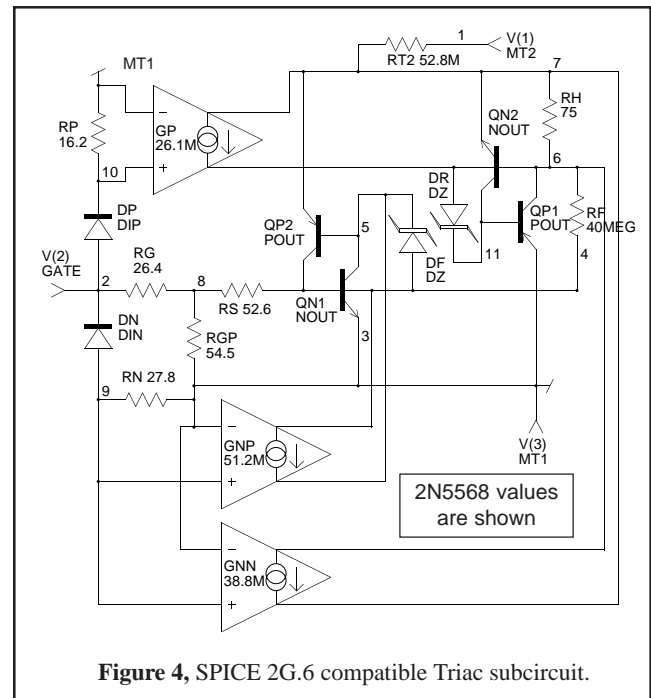 1
V(1)
MT2
RT2 52.8M
MT1
7
RP
16.2
GP
26.1M
QN2
NOUT
RH
75
10
6
DP
DIP
QP2
POUT
5
DR
DZ
QP1
POUT
RF
40MEG
V(2)
GATE
RG
26.4
2
8
DF
DZ
11
4
RS 52.6
QN1
NOUT
DN
DIN
RGP
54.5
3
RN 27.8
9
GNP
51.2M
V(3)
MT1
2N5568 values
are shown
GNN
38.8M
- + - + - +
Figure 4, SPICE 2G.6 compatible Triac subcircuit.